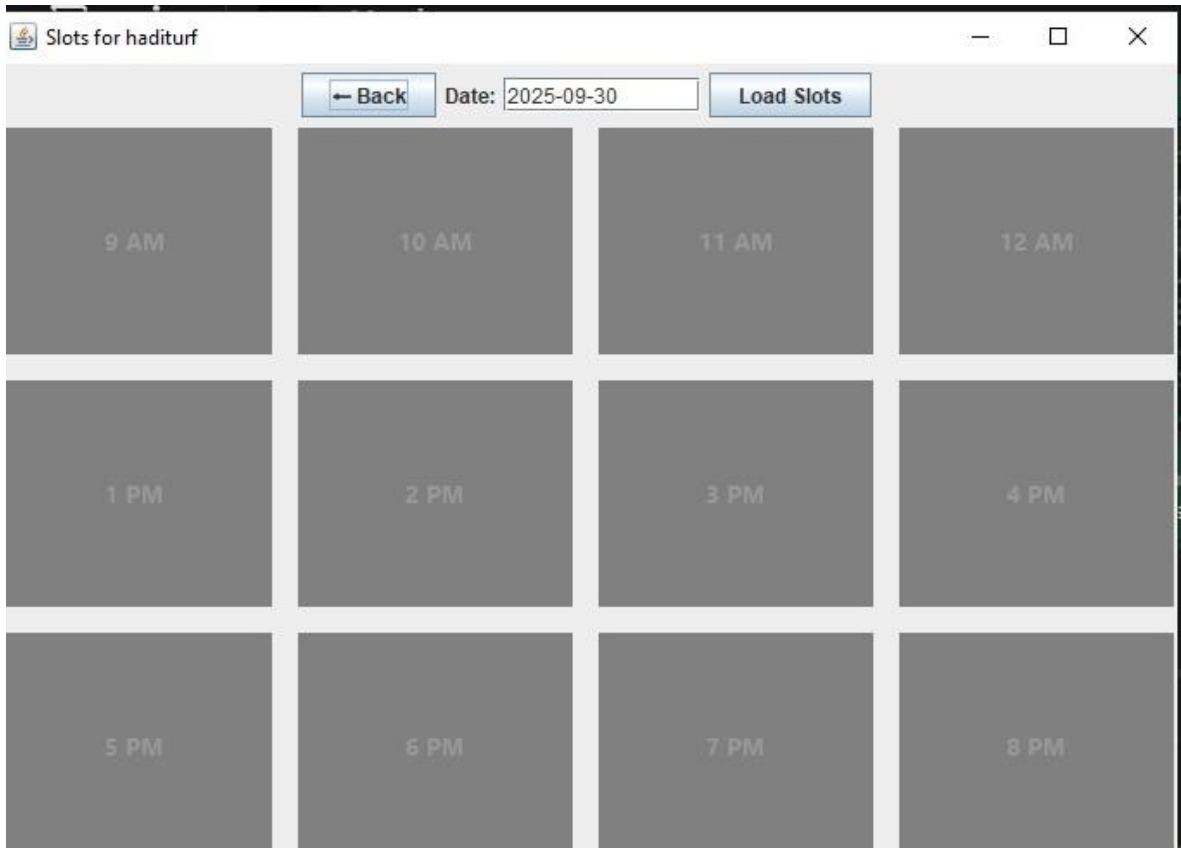 Slots for haditurf
← Back Date: 2025-09-30 Load Slots
9 AM 10 AM 11 AM 12 AM
1 PM 2 PM 3 PM 4 PM
5 PM 6 PM 7 PM 8 PM